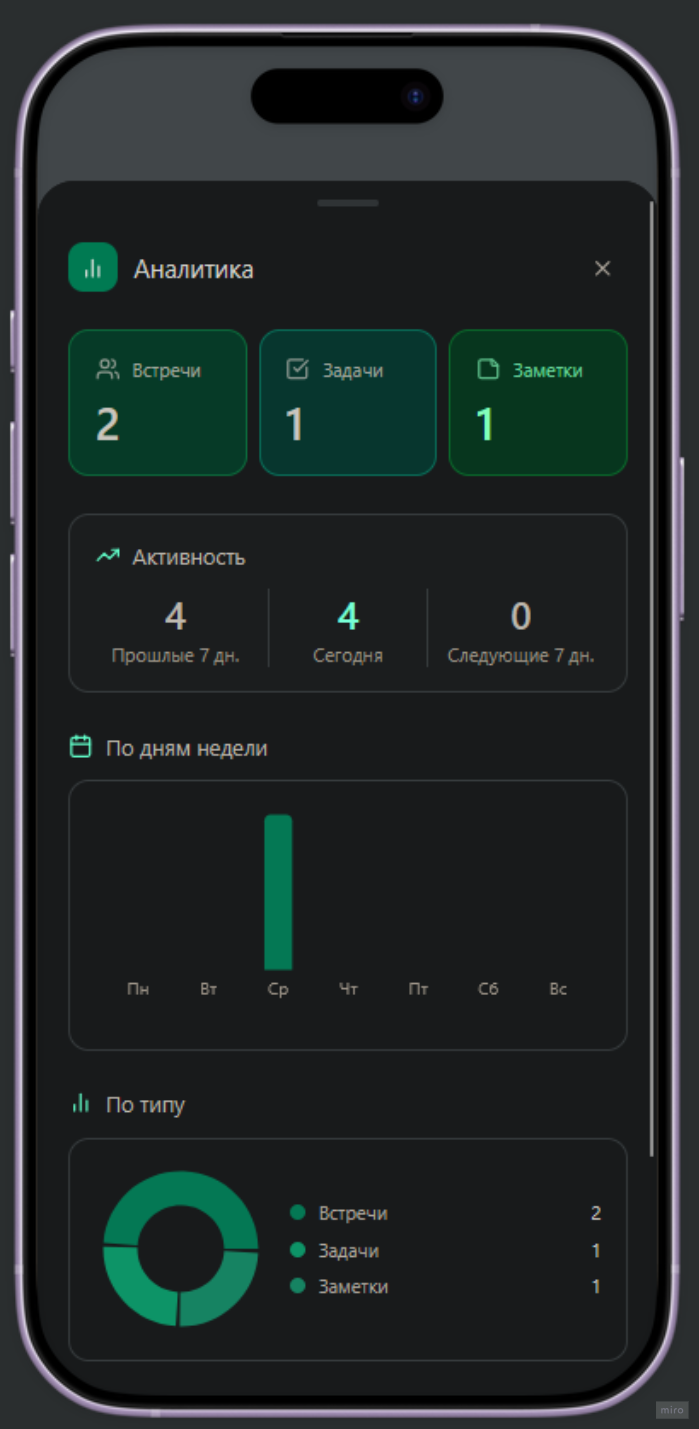 Аналитика
Встречи
Задачи
Заметки
2
1
1
Активность
4
4
0
Прошлые 7 дн.
Сегодня
Следующие 7 дн.
По дням недели
Пн Вт Ср Чт Пт Сб Вс
По типу
Встречи 2
Задачи 1
Заметки 1
miro